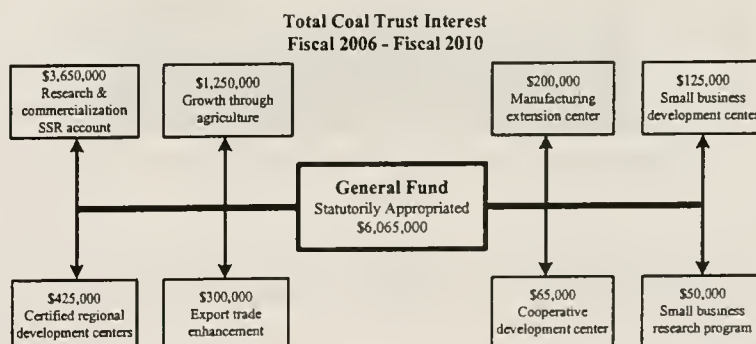 Total Coal Trust Interest
Fiscal 2006 - Fiscal 2010
$3,650,000
Research &
commercialization
SSR account
$1,250,000
Growth through
agriculture
$200,000
Manufacturing
extension center
$125,000
Small business
development center
General Fund
Statutorily Appropriated
$6,065,000
$425,000
Certified regional
development centers
$300,000
Export trade
enhancement
$65,000
Cooperative
development center
$50,000
Small business
research program